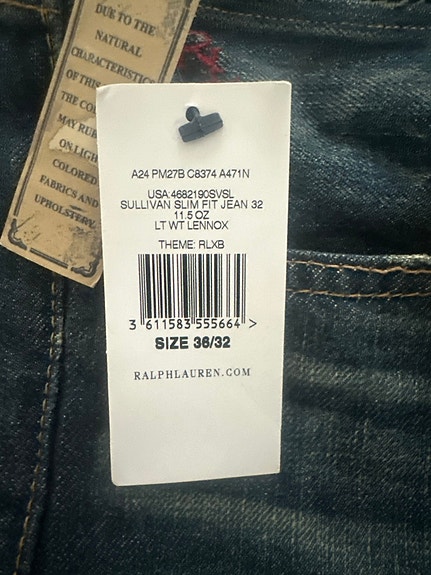 DUE TO THE
NATURAL
CHARACTERISTIC
OF THIS
THE CO
MAY RUB
ON LIGH
COLORED
FABRICS AND
UPHOLSTERY
A24 PM27B C8374 A471N
USA:4682190SVSL
SULLIVAN SLIM FIT JEAN 32
11.5 OZ
LT WT LENNOX
THEME: RLXB
3 611583 555664 >
SIZE 36/32
RALPHLAUREN.COM